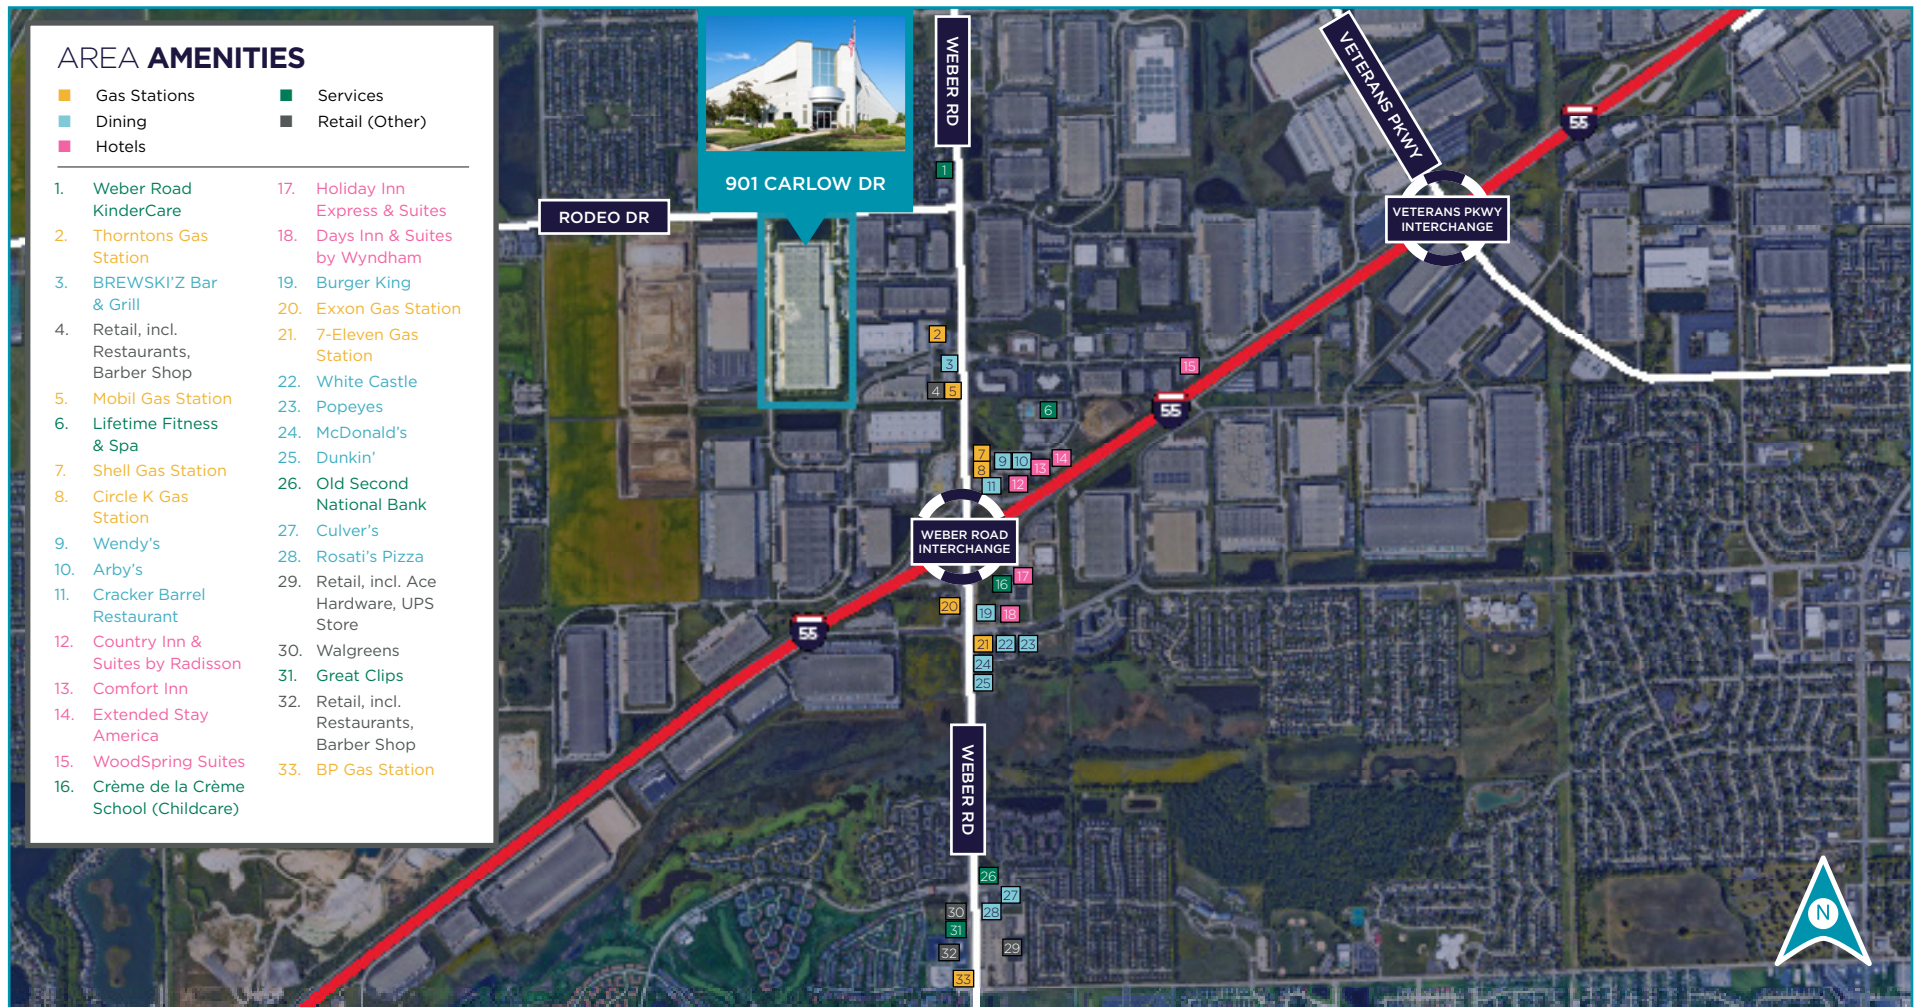 AREA AMENITIES
Gas Stations
Dining
Hotels
Services
Retail (Other)
1. Weber Road
KinderCare
2. Thorntons Gas
Station
3. BREWSKI'Z Bar
& Grill
4. Retail, incl.
Restaurants,
Barber Shop
5. Mobil Gas Station
6. Lifetime Fitness
& Spa
7. Shell Gas Station
8. Circle K Gas
Station
9. Wendy's
10. Arby's
11. Cracker Barrel
Restaurant
12. Country Inn &
Suites by Radisson
13. Comfort Inn
14. Extended Stay
America
15. WoodSpring Suites
16. Crème de la Crème
School (Childcare)
17. Holiday Inn
Express & Suites
18. Days Inn & Suites
by Wyndham
19. Burger King
20. Exxon Gas Station
21. 7-Eleven Gas
Station
22. White Castle
23. Popeyes
24. McDonald's
25. Dunkin'
26. Old Second
National Bank
27. Culver's
28. Rosati's Pizza
29. Retail, incl. Ace
Hardware, UPS
Store
30. Walgreens
31. Great Clips
32. Retail, incl.
Restaurants,
Barber Shop
33. BP Gas Station
901 CARLOW DR
WEBER RD
VETERANS PKWY
55
1
RODEO DR
VETERANS PKWY
INTERCHANGE
2
3
15
4 5
55
6
7
9 10 13 14
8
11 12
WEBER ROAD
INTERCHANGE
16 17
20 19 18
55
21 22 23
24
25
WEBER RD
26
27
30 28
31
32 29
33
N